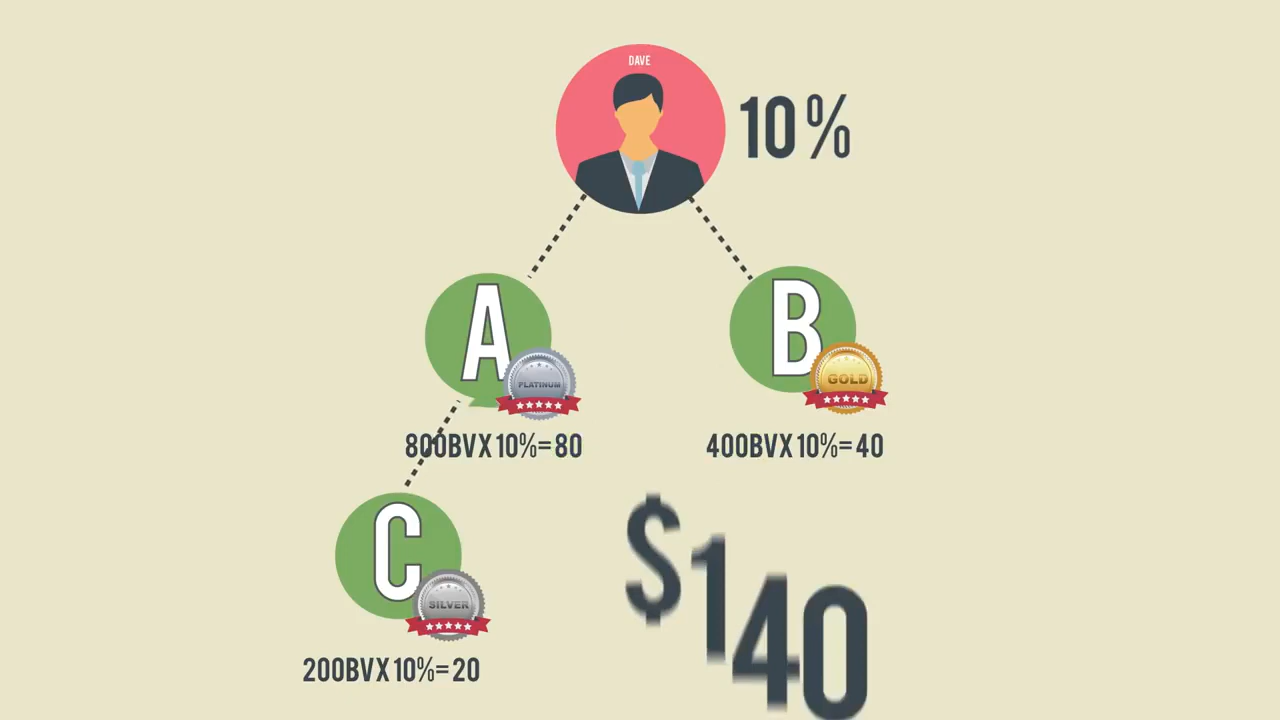 DAVE
10%
A
PLATINUM
B
GOLD
800BV X 10%= 80
400BV X 10%= 40
C
SILVER
$140
200BV X 10%= 20